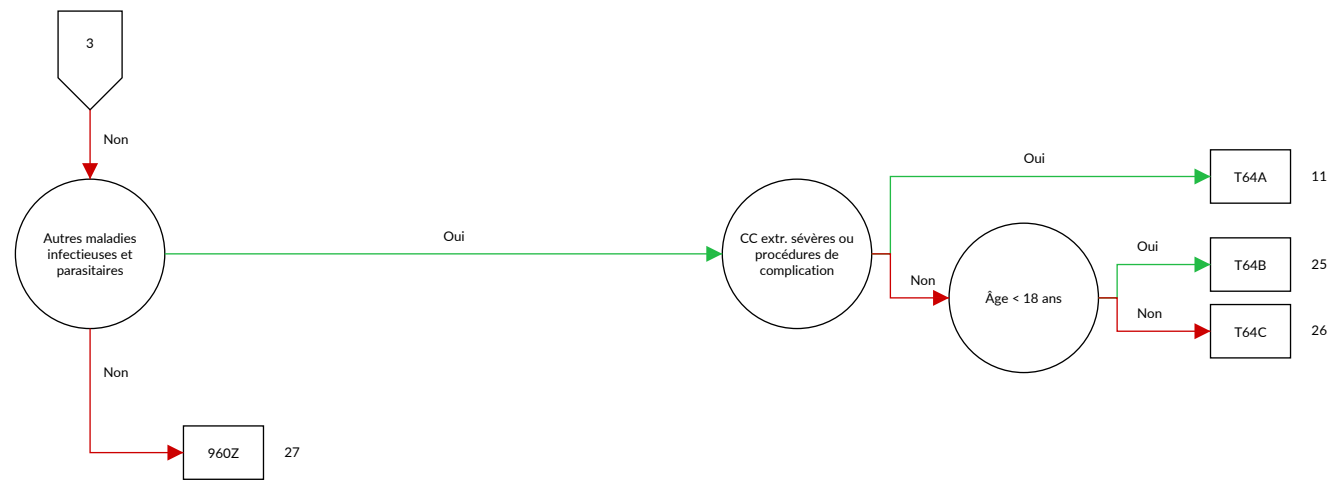 3
Non
Autres maladies
infectieuses et
parasitaires
Oui
CC extr. sévères ou
procédures de
complication
Oui
T64A 11
Non
Âge < 18 ans
Oui
T64B 25
Non
T64C 26
Non
960Z 27